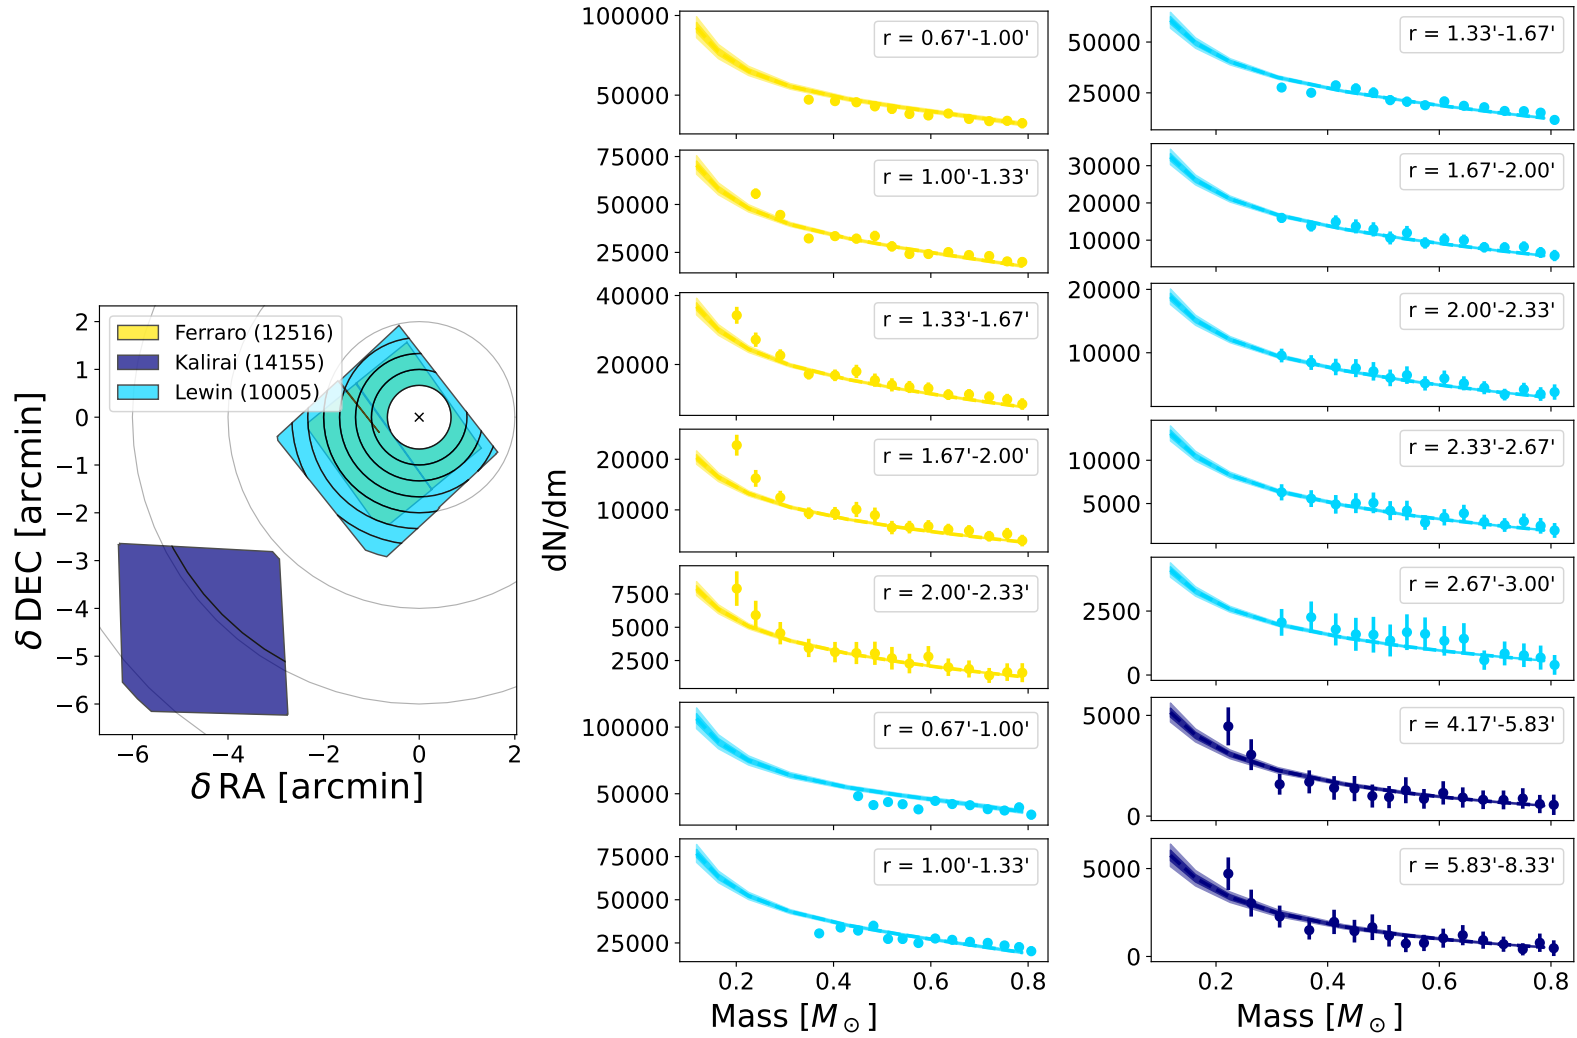 2
1
0
−1
−2
−3
−4
−5
−6
−6
−4
−2
0
2
δ DEC [arcmin]
δ RA [arcmin]
Ferraro (12516)
Kalirai (14155)
Lewin (10005)
dN/dm
100000
50000
r = 0.67'-1.00'
75000
50000
25000
r = 1.00'-1.33'
40000
20000
r = 1.33'-1.67'
20000
10000
r = 1.67'-2.00'
7500
5000
2500
r = 2.00'-2.33'
100000
50000
r = 0.67'-1.00'
75000
50000
25000
r = 1.00'-1.33'
0.2
0.4
0.6
0.8
Mass [M⊙]
50000
25000
r = 1.33'-1.67'
30000
20000
10000
r = 1.67'-2.00'
20000
10000
r = 2.00'-2.33'
10000
5000
r = 2.33'-2.67'
2500
0
r = 2.67'-3.00'
5000
0
r = 4.17'-5.83'
5000
0
r = 5.83'-8.33'
0.2
0.4
0.6
0.8
Mass [M⊙]